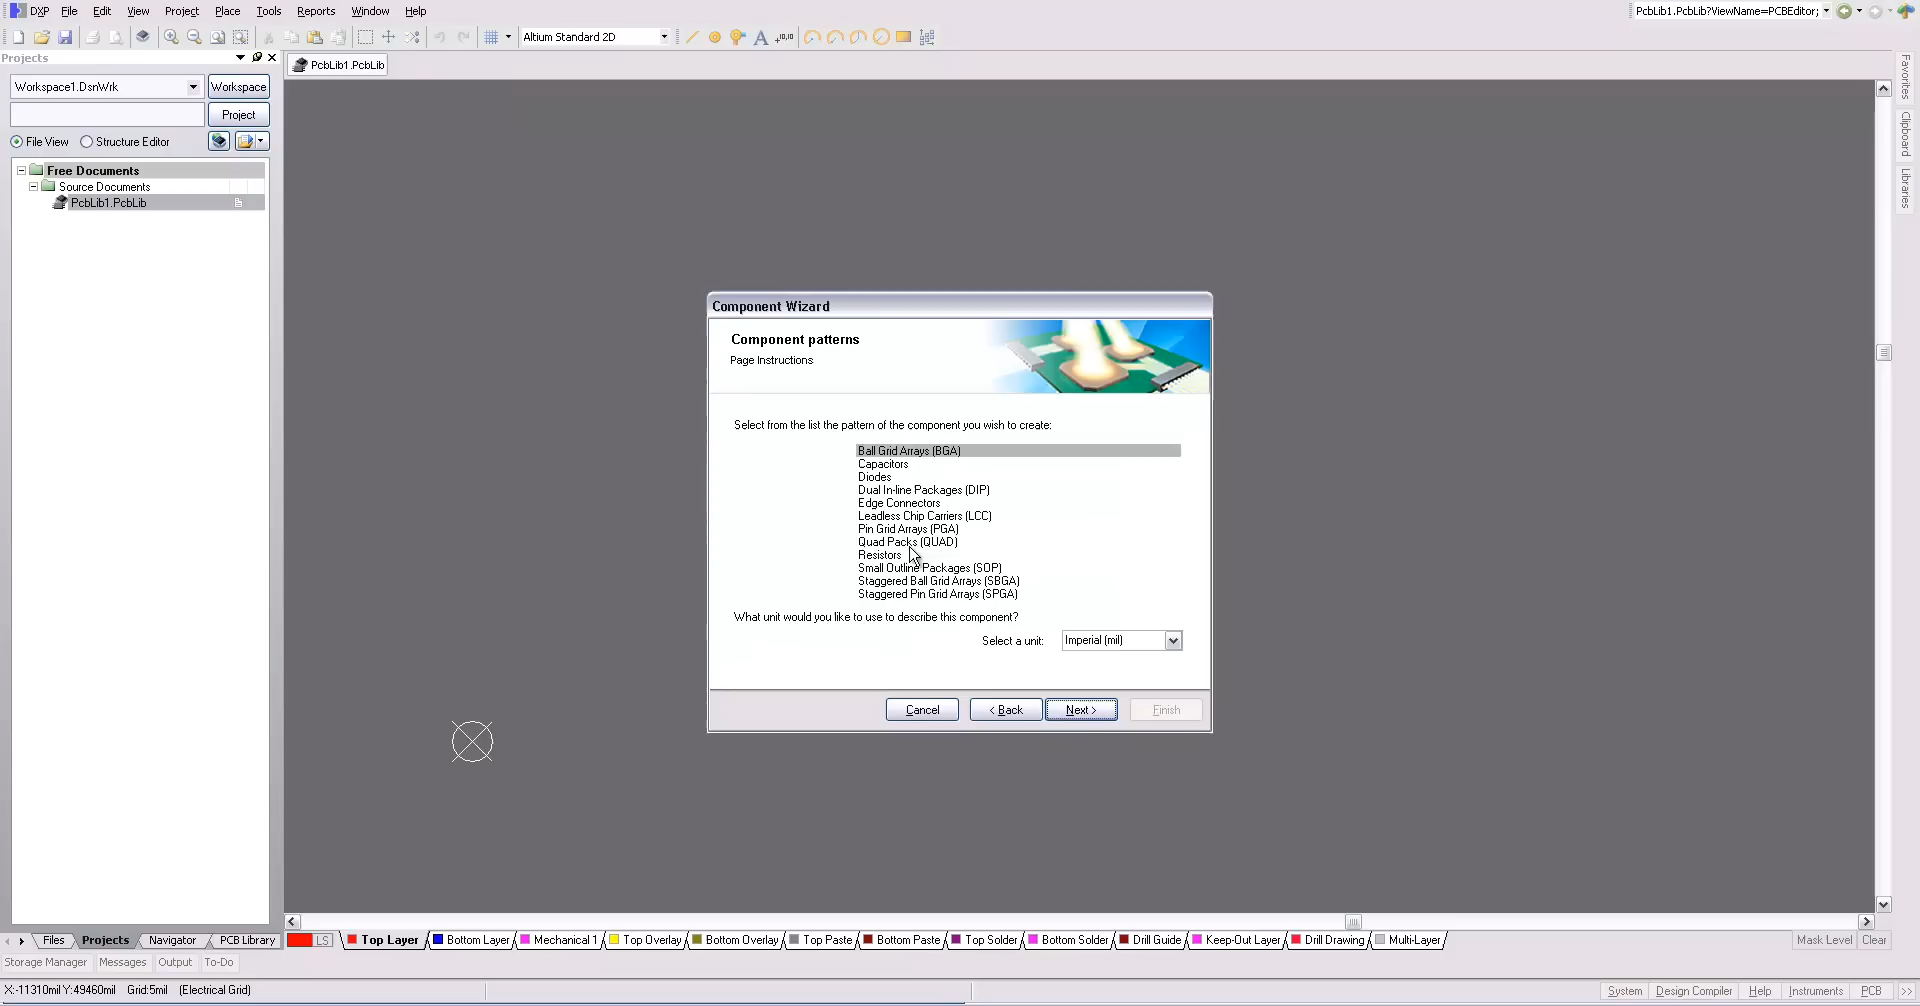 DXP File Edit View Project Place Tools Reports Window Help PcbLib1.PcbLib?ViewName=PCBEditor;
Altium Standard 2D A +10,10
Projects
PcbLib1.PcbLib
Workspace1.DsnWrk Workspace
Project
File View Structure Editor
Free Documents
Source Documents
PcbLib1.PcbLib
Favorites
Clipboard
Libraries
Component Wizard
Component patterns
Page Instructions
Select from the list the pattern of the component you wish to create:
Ball Grid Arrays (BGA)
Capacitors
Diodes
Dual In-line Packages (DIP)
Edge Connectors
Leadless Chip Carriers (LCC)
Pin Grid Arrays (PGA)
Quad Packs (QUAD)
Resistors
Small Outline Packages (SOP)
Staggered Ball Grid Arrays (SBGA)
Staggered Pin Grid Arrays (SPGA)
What unit would you like to use to describe this component?
Select a unit: Imperial (mil)
Cancel < Back Next > Finish
Files Projects Navigator PCB Library LS Top Layer Bottom Layer Mechanical 1 Top Overlay Bottom Overlay Top Paste Bottom Paste Top Solder Bottom Solder Drill Guide Keep-Out Layer Drill Drawing Multi-Layer Mask Level Clear
Storage Manager Messages Output To-Do
X:-11310mil Y:49460mil Grid:5mil (Electrical Grid) System Design Compiler Help Instruments PCB >>